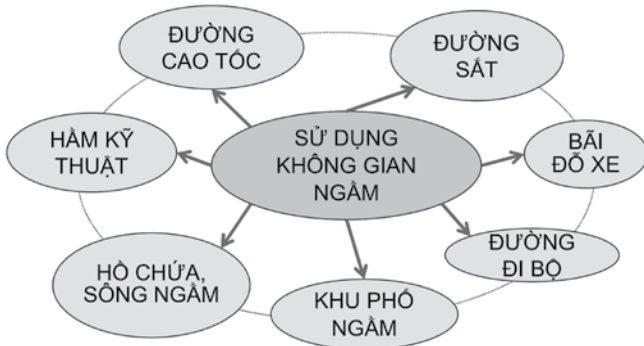 ĐƯỜNG
CAO TỐC
ĐƯỜNG
SẮT
HẦM KỸ
THUẬT
SỬ DỤNG
KHÔNG GIAN
NGẦM
BÃI
ĐỖ XE
HỒ CHỨA,
SÔNG NGẦM
KHU PHỐ
NGẦM
ĐƯỜNG
ĐI BỘ